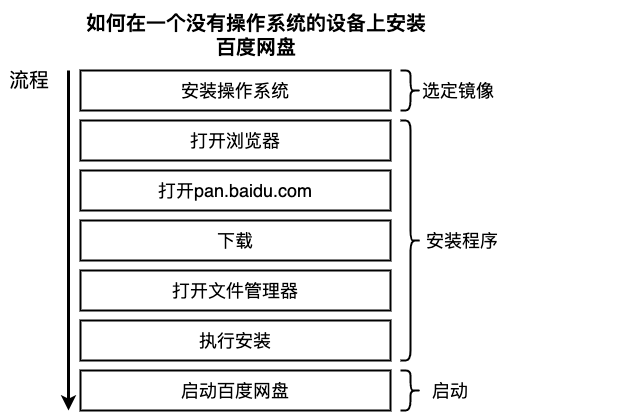 如何在一个没有操作系统的设备上安装
百度网盘
流程
安装操作系统
选定镜像
打开浏览器
打开pan.baidu.com
下载
安装程序
打开文件管理器
执行安装
启动百度网盘
启动